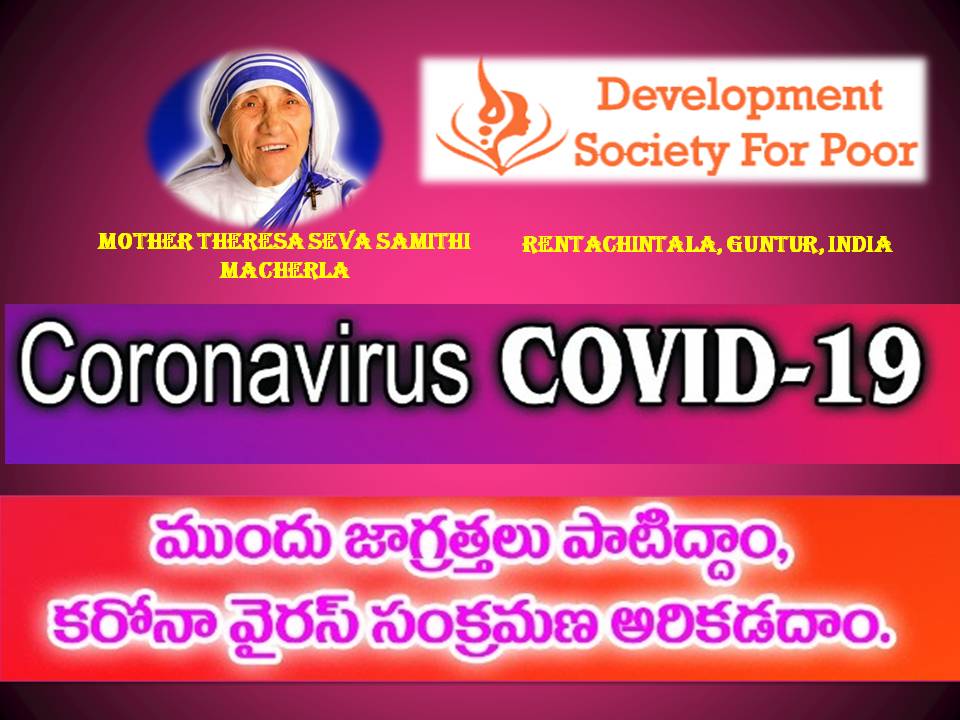 Development
Society For Poor
MOTHER THERESA SEVA SAMITHI
MACHERLA
RENTACHINTALA, GUNTUR, INDIA
Coronavirus COVID-19
ముందు జాగ్రత్తలు పాటిద్దాం,
కరోనా వైరస్ సంక్రమణ అరికడదాం.